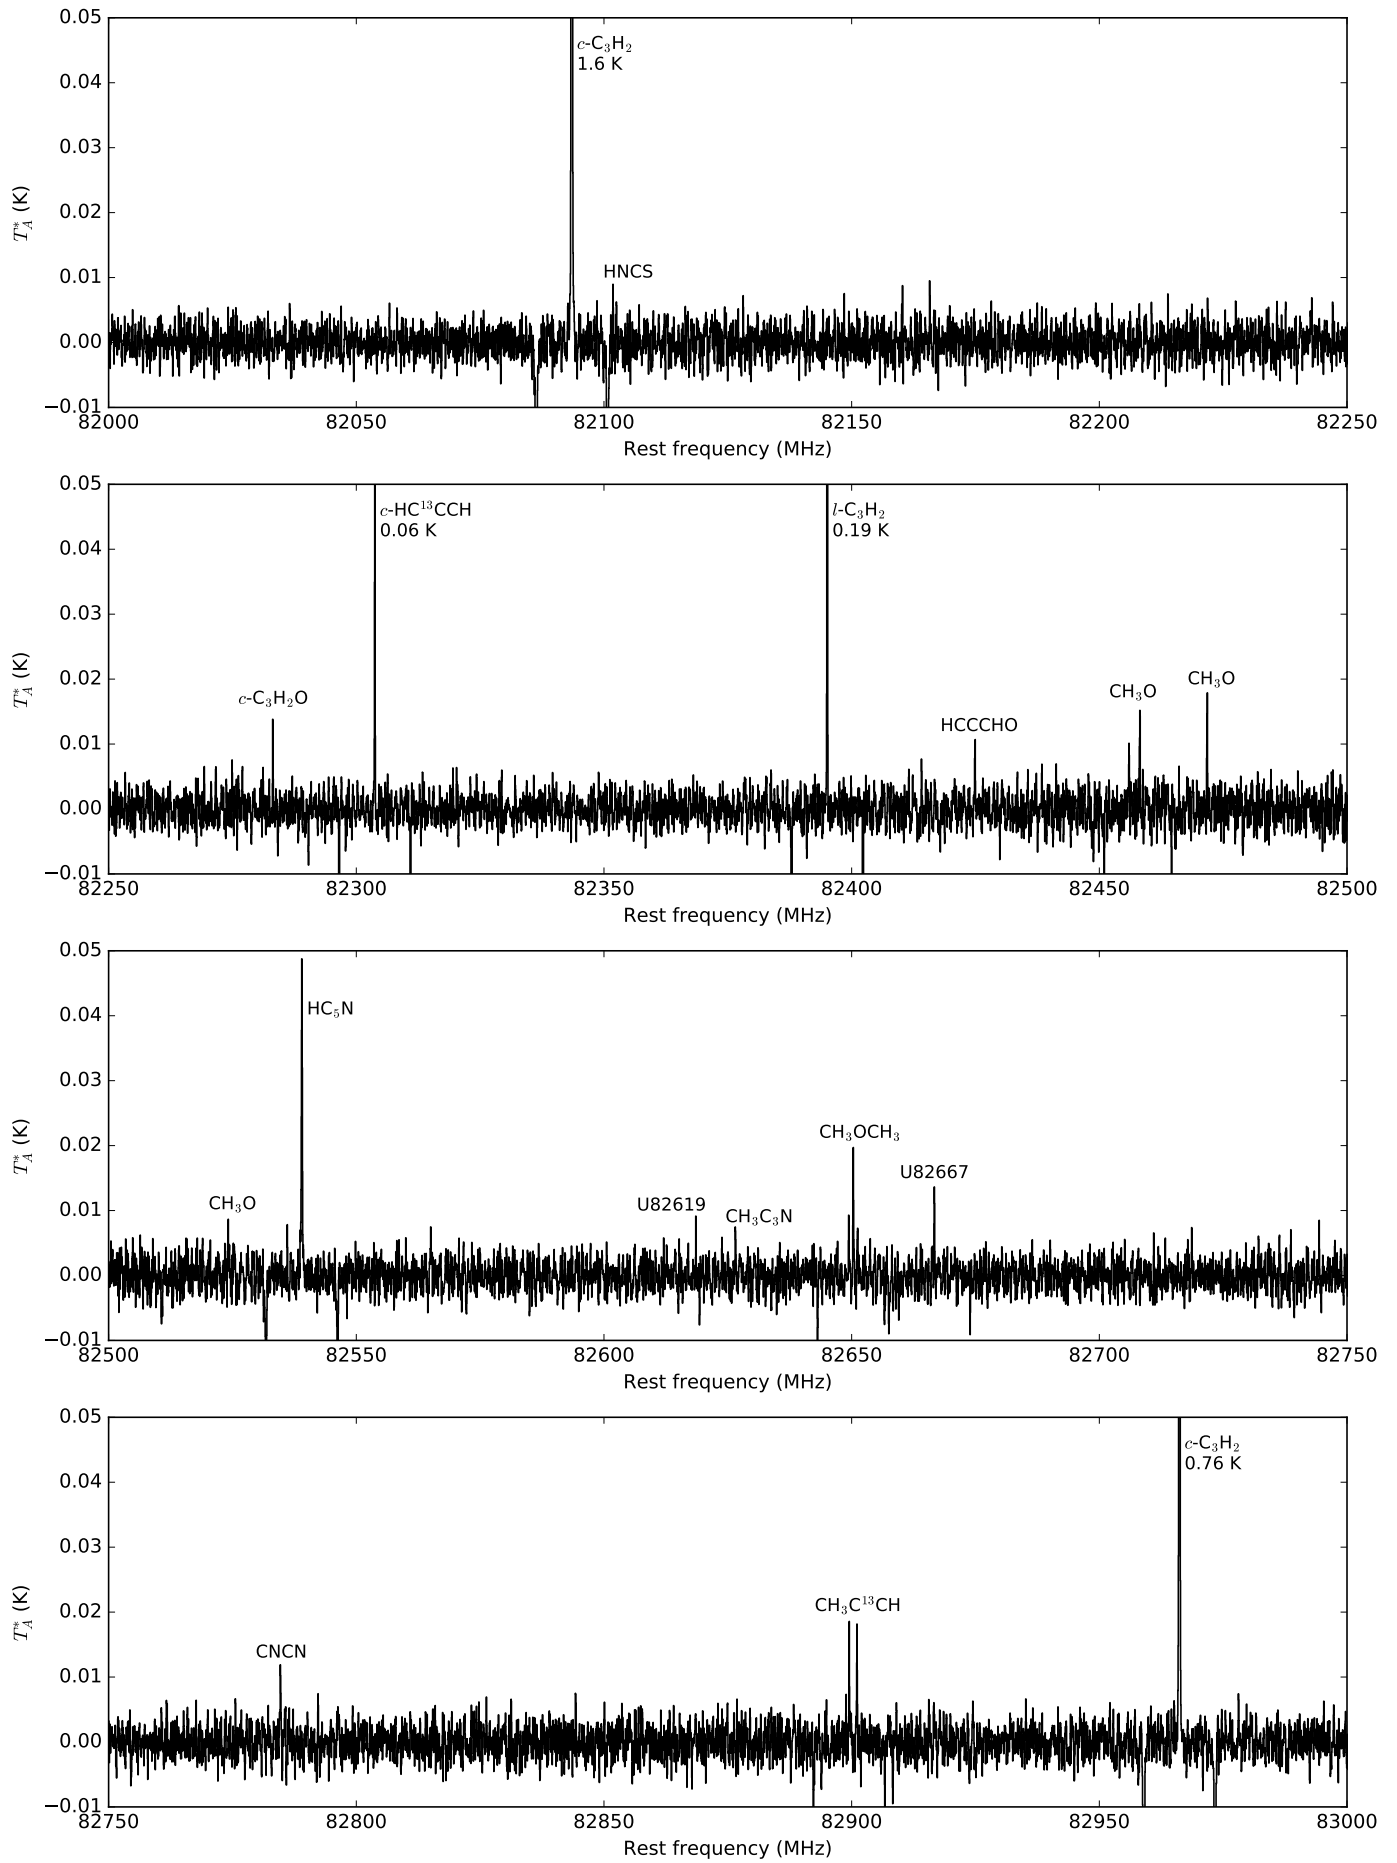 0.05
c-C₃H₂
1.6 K
0.04
0.03
T*A (K)
0.02
HNCS
0.01
0.00
−0.01
82000 82050 82100 82150 82200 82250
Rest frequency (MHz)
0.05
c-HC¹³CCH l-C₃H₂
0.06 K 0.19 K
0.04
0.03
T*A (K)
0.02
c-C₃H₂O HCCCHO CH₃O CH₃O
0.01
0.00
−0.01
82250 82300 82350 82400 82450 82500
Rest frequency (MHz)
0.05
HC₅N
0.04
0.03
T*A (K)
0.02
CH₃OCH₃
U82667
CH₃O U82619 CH₃C₃N
0.01
0.00
−0.01
82500 82550 82600 82650 82700 82750
Rest frequency (MHz)
0.05
c-C₃H₂
0.76 K
0.04
0.03
T*A (K)
0.02
CH₃C¹³CH
CNCN
0.01
0.00
−0.01
82750 82800 82850 82900 82950 83000
Rest frequency (MHz)